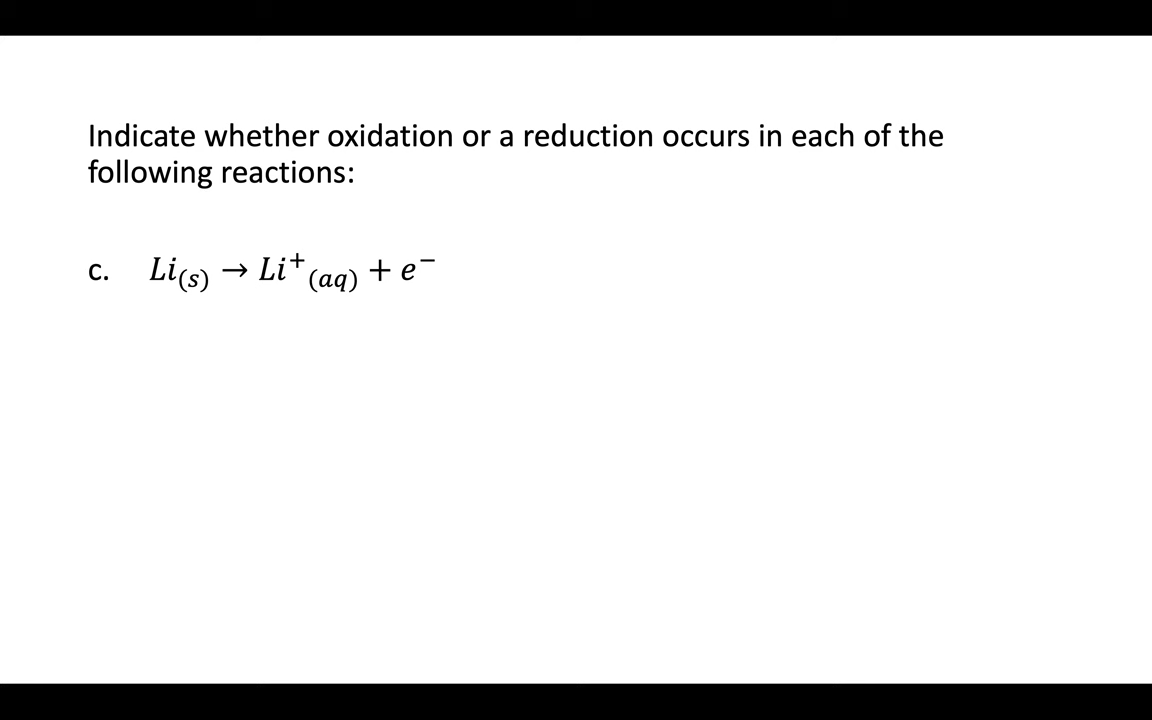 Indicate whether oxidation or a reduction occurs in each of the
following reactions:
c. Li₍s₎ → Li⁺₍aq₎ + e⁻